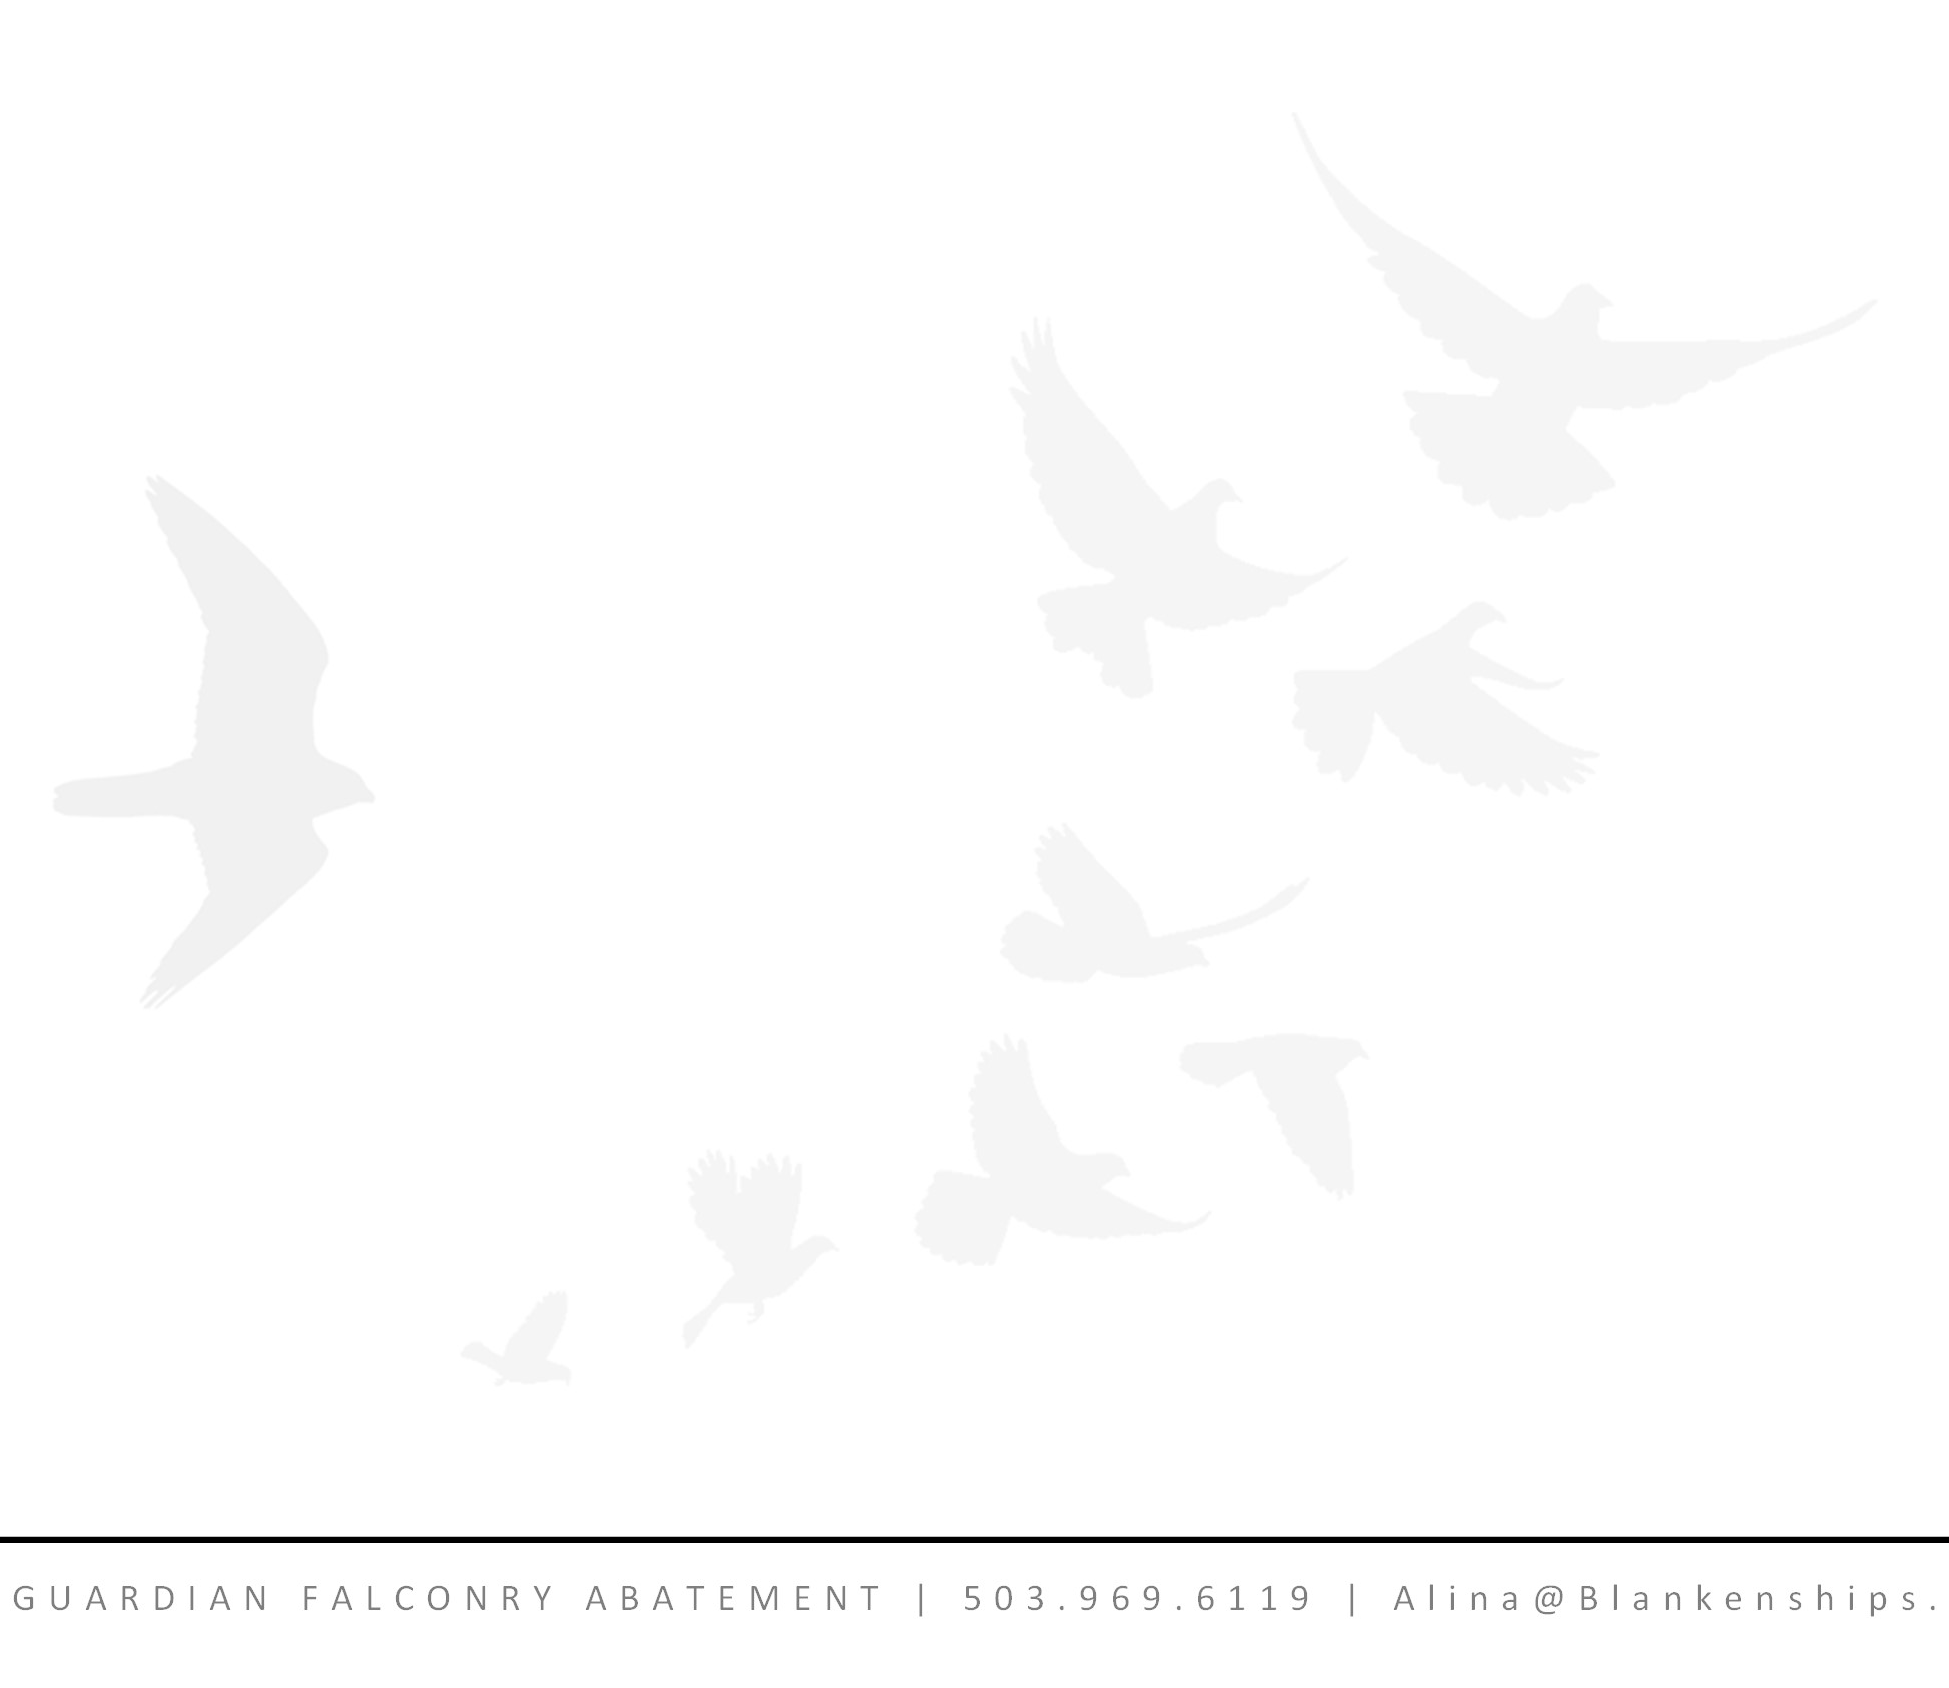 GUARDIAN FALCONRY ABATEMENT | 503.969.6119 | Alina@Blankenships.